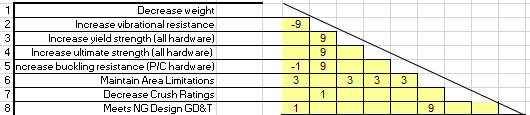 1 Decrease weight
2 Increase vibrational resistance -9
3 Increase yield strength (all hardware) 9
4 Increase ultimate strength (all hardware) 9
5 ncrease buckling resistance (P/C hardware) -1 9
6 Maintain Area Limitations 3 3 3 3
7 Decrease Crush Ratings 1
8 Meets NG Design GD&T 1 9